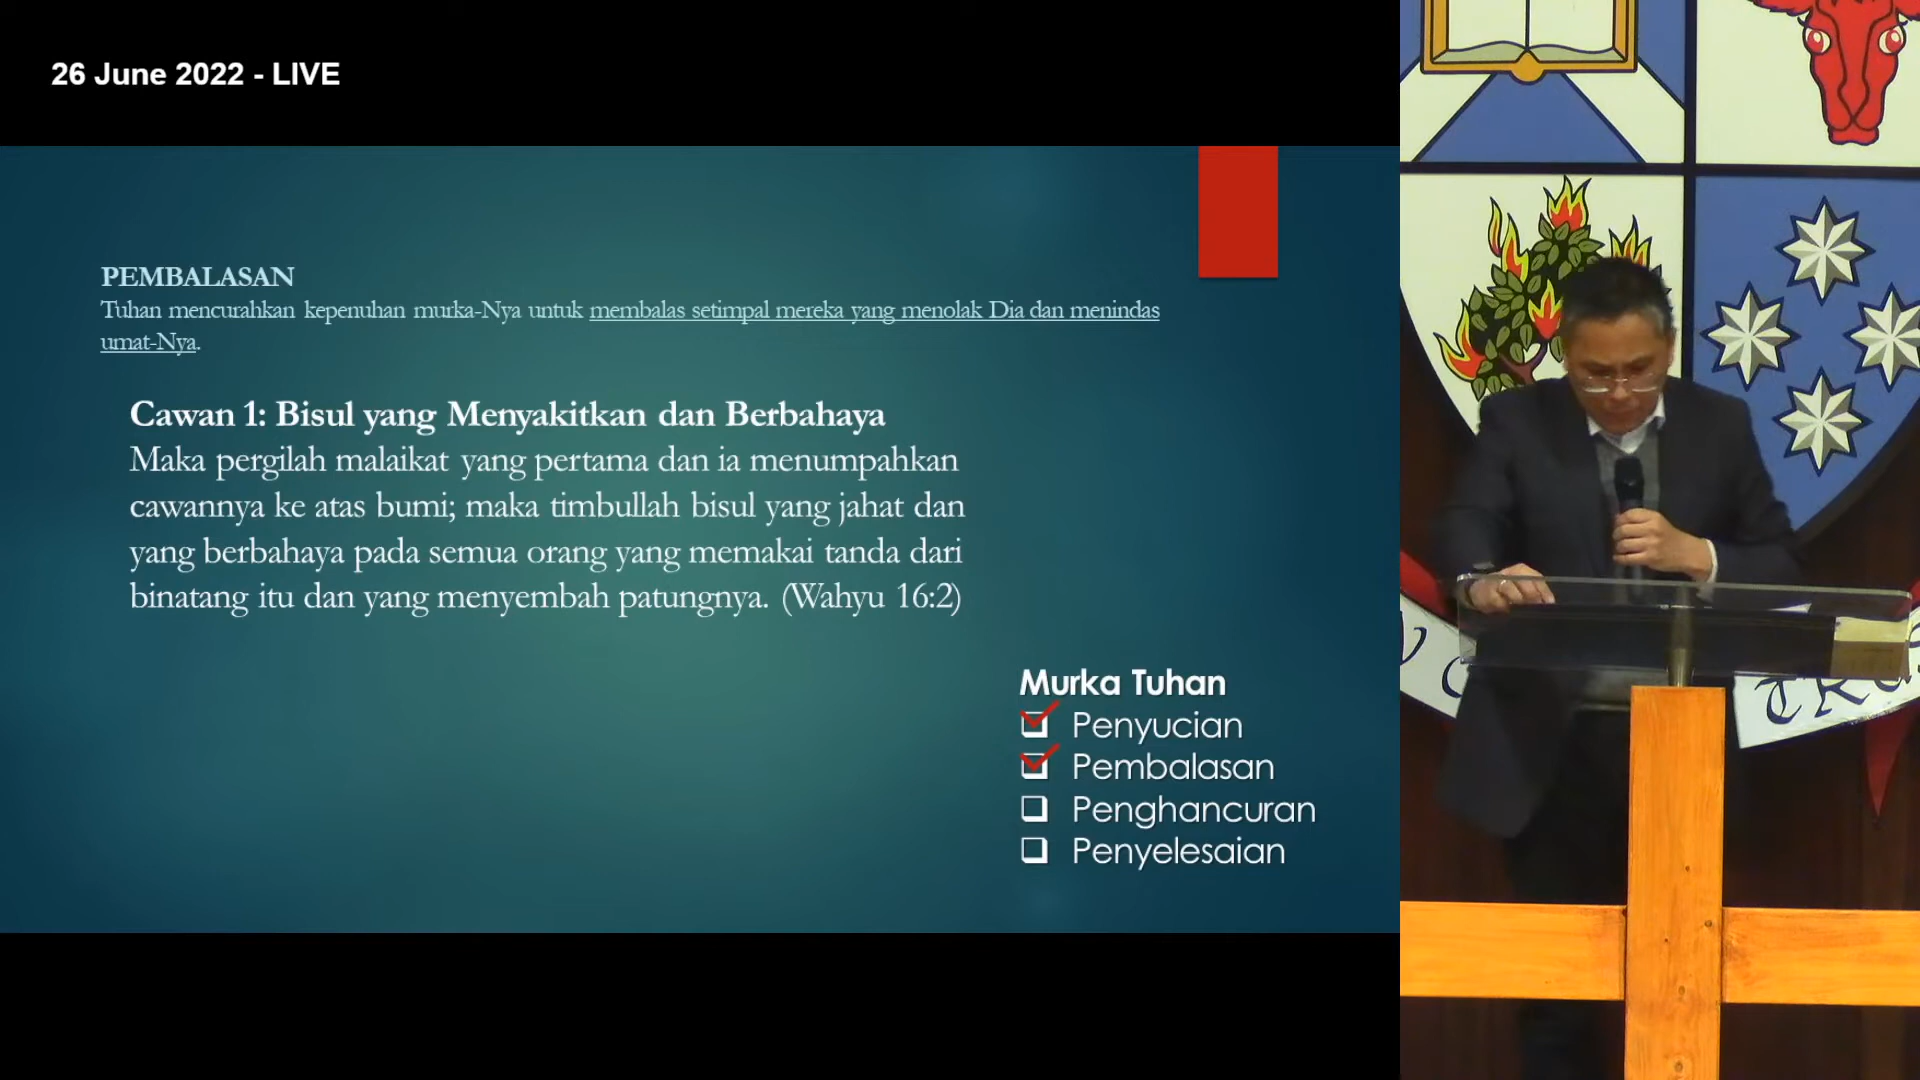 26 June 2022 - LIVE
PEMBALASAN
Tuhan mencurahkan kepenuhan murka-Nya untuk membalas setimpal mereka yang menolak Dia dan menindas
umat-Nya.
Cawan 1: Bisul yang Menyakitkan dan Berbahaya
Maka pergilah malaikat yang pertama dan ia menumpahkan
cawannya ke atas bumi; maka timbullah bisul yang jahat dan
yang berbahaya pada semua orang yang memakai tanda dari
binatang itu dan yang menyembah patungnya. (Wahyu 16:2)
Murka Tuhan
Penyucian
Pembalasan
Penghancuran
Penyelesaian